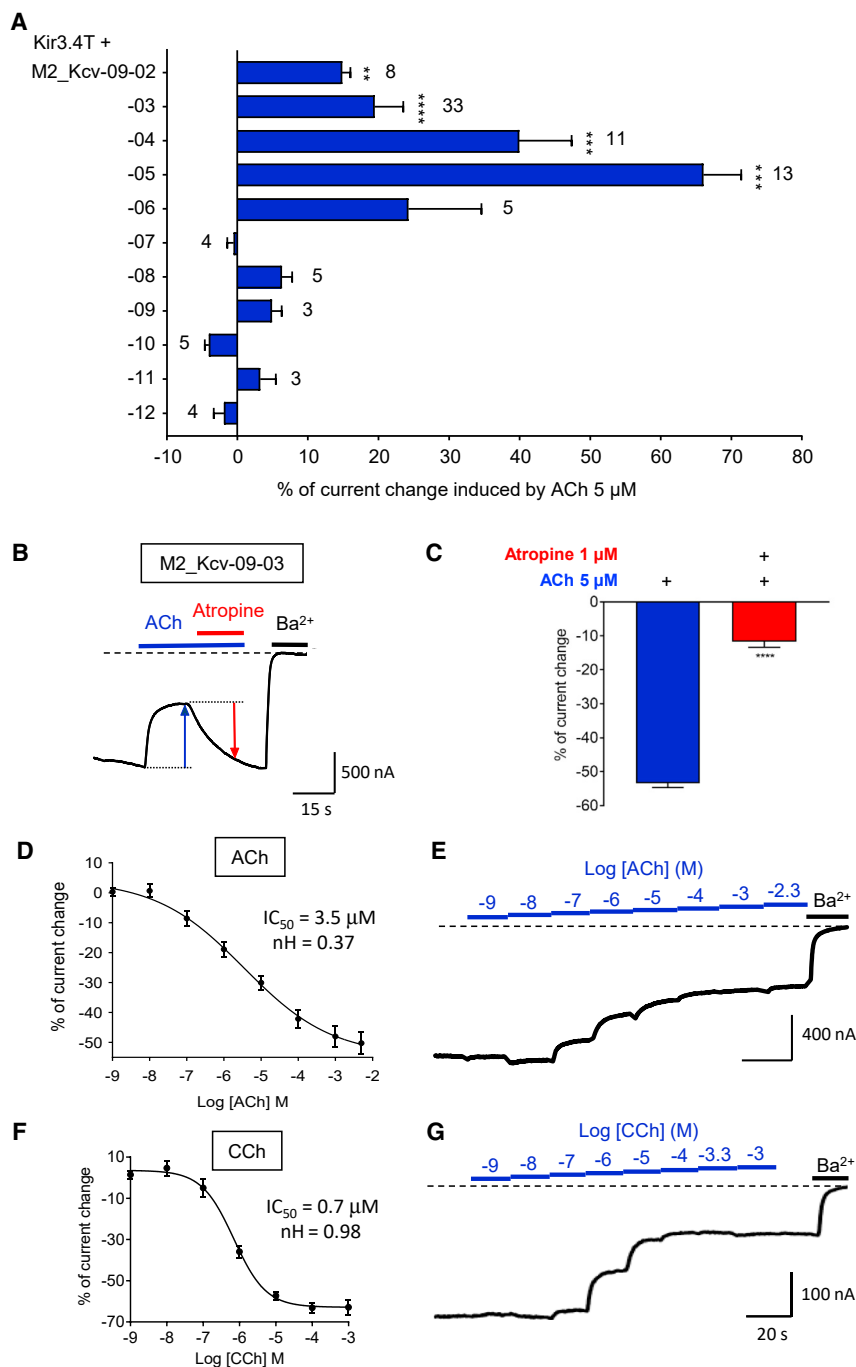 A
Kir3.4T +
M2_Kcv-09-02
** 8
-03
**** 33
-04
*** 11
-05
*** 13
-06
5
-07
4
-08
5
-09
3
-10
5
-11
3
-12
4
-10 0 10 20 30 40 50 60 70 80
% of current change induced by ACh 5 µM
B
M2_Kcv-09-03
Atropine
ACh
Ba2+
500 nA
15 s
C
Atropine 1 µM +
ACh 5 µM + +
0
-10
-20
-30
-40
-50
-60
% of current change
****
D
ACh
10
0
-10
-20
-30
-40
-50
% of current change
IC50 = 3.5 µM
nH = 0.37
-9 -8 -7 -6 -5 -4 -3 -2
Log [ACh] M
E
Log [ACh] (M)
-9 -8 -7 -6 -5 -4 -3 -2.3
Ba2+
400 nA
F
CCh
10
-10
-30
-50
-70
% of current change
IC50 = 0.7 µM
nH = 0.98
-9 -8 -7 -6 -5 -4 -3
Log [CCh] M
G
Log [CCh] (M)
-9 -8 -7 -6 -5 -4 -3.3 -3
Ba2+
100 nA
20 s